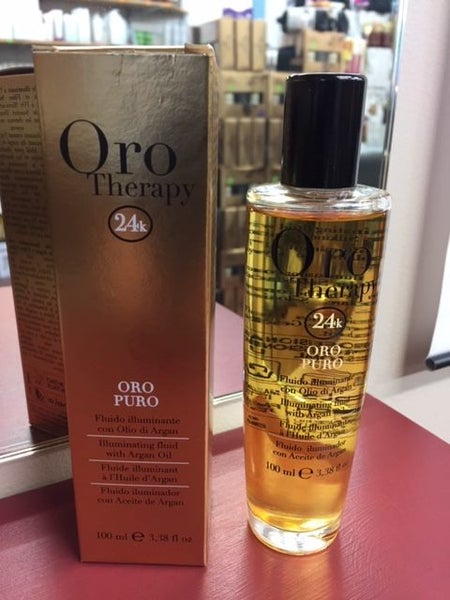 Oro
Therapy
24k
ORO
PURO
Fluido illuminante
con Olio di Argan
Illuminating fluid
with Argan Oil
Fluide illuminant
à l'Huile d'Argan
Fluido iluminador
con Aceite de Argan
100 ml ℮ 3,38 fl oz
Oro
Therapy
24k
ORO
PURO
Fluido illuminante
con Olio di Argan
Illuminating fluid
with Argan Oil
Fluide illuminant
à l'Huile d'Argan
Fluido iluminador
con Aceite de Argan
100 ml ℮ 3,38 fl oz